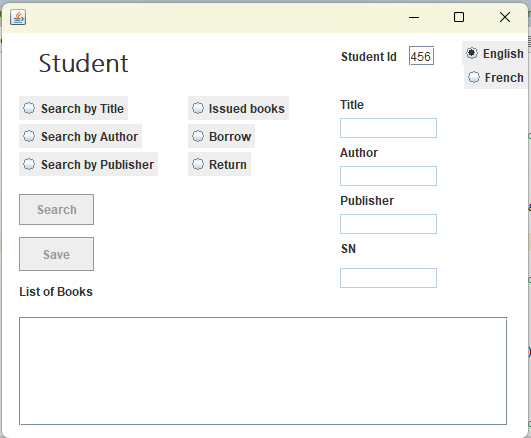 Student
Student Id 456
English
French
Search by Title
Issued books
Search by Author
Borrow
Search by Publisher
Return
Title
Author
Publisher
SN
Search
Save
List of Books